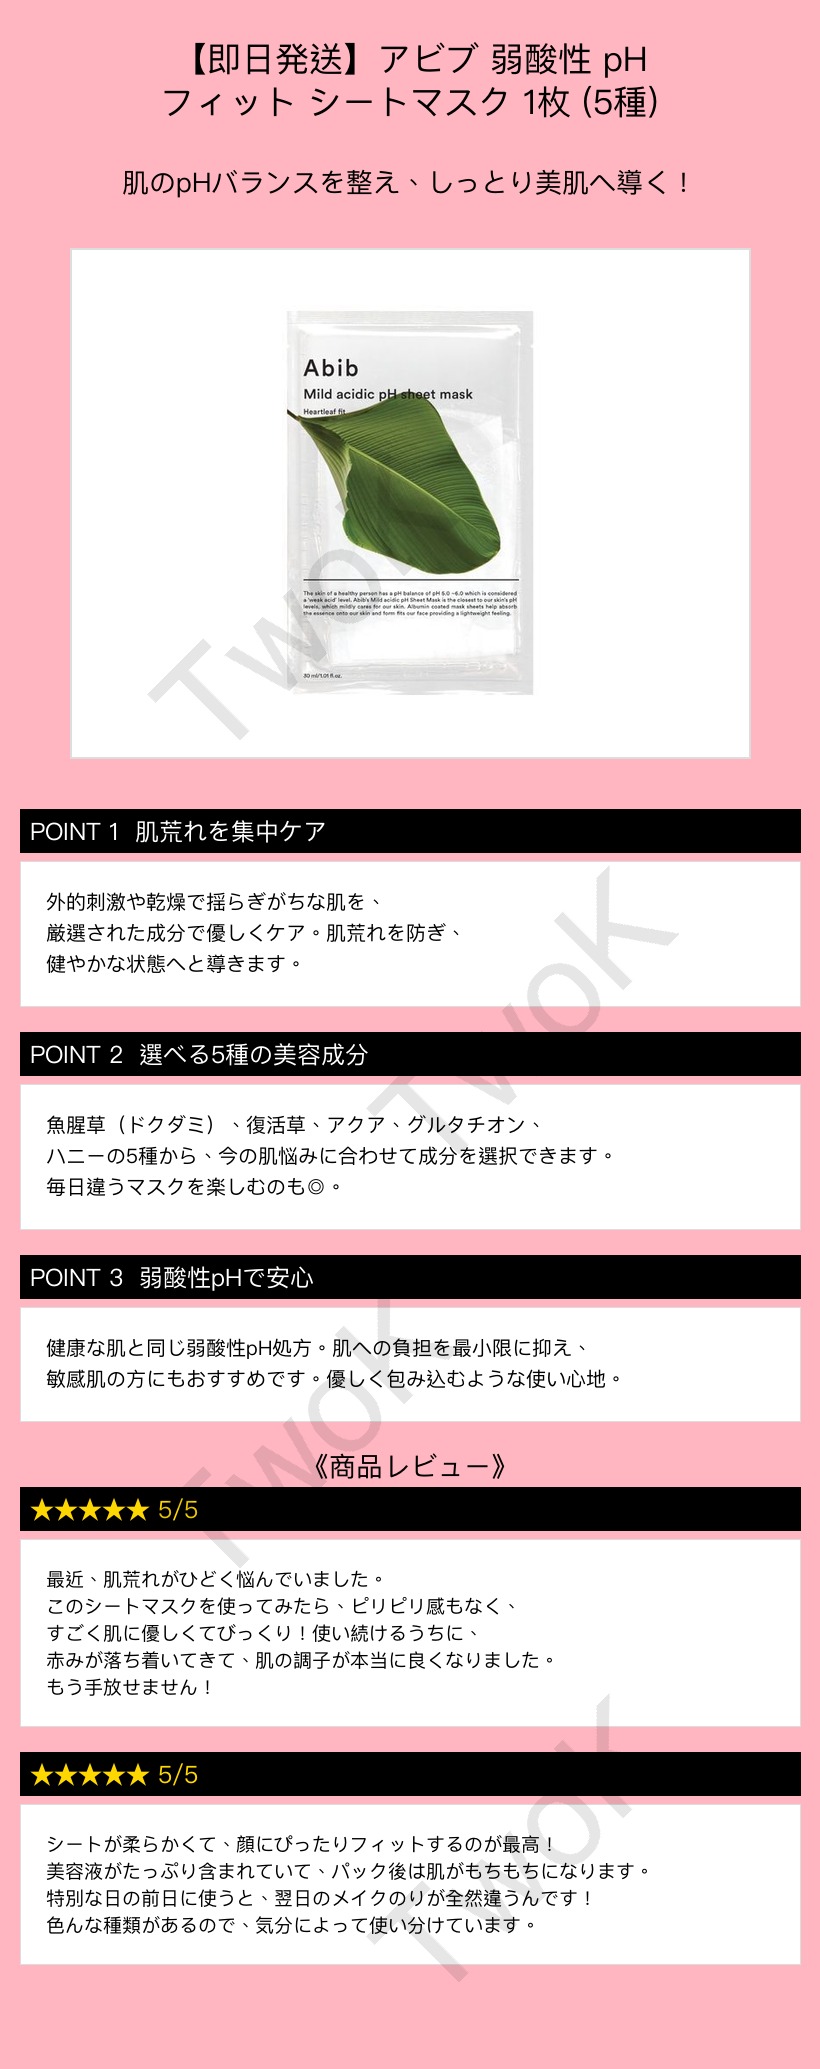 【即日発送】アビブ 弱酸性 pH
フィット シートマスク 1枚 (5種)
肌のpHバランスを整え、しっとり美肌へ導く！
Abib
Mild acidic pH sheet mask
Heartleaf fit
The skin of a healthy person has a pH balance of pH 5.0 ~6.0 which is considered
a 'weak acid' level. Abib's Mild acidic pH Sheet Mask is the closest to our skin's pH
levels, which mildly cares for our skin. Albumin coated mask sheets help absorb
the essence onto our skin and form fits our face providing a lightweight feeling.
30 ml/1.01 fl.oz.
TwoK
POINT 1 肌荒れを集中ケア
外的刺激や乾燥で揺らぎがちな肌を、
厳選された成分で優しくケア。肌荒れを防ぎ、
健やかな状態へと導きます。
TwoK
POINT 2 選べる5種の美容成分
魚腥草（ドクダミ）、復活草、アクア、グルタチオン、
ハニーの5種から、今の肌悩みに合わせて成分を選択できます。
毎日違うマスクを楽しむのも◎。
POINT 3 弱酸性pHで安心
健康な肌と同じ弱酸性pH処方。肌への負担を最小限に抑え、
敏感肌の方にもおすすめです。優しく包み込むような使い心地。
TwoK
《商品レビュー》
★★★★★ 5/5
最近、肌荒れがひどく悩んでいました。
このシートマスクを使ってみたら、ピリピリ感もなく、
すごく肌に優しくてびっくり！使い続けるうちに、
赤みが落ち着いてきて、肌の調子が本当に良くなりました。
もう手放せません！
★★★★★ 5/5
シートが柔らかくて、顔にぴったりフィットするのが最高！
美容液がたっぷり含まれていて、パック後は肌がもちもちになります。
特別な日の前日に使うと、翌日のメイクのりが全然違うんです！
色んな種類があるので、気分によって使い分けています。
TwoK